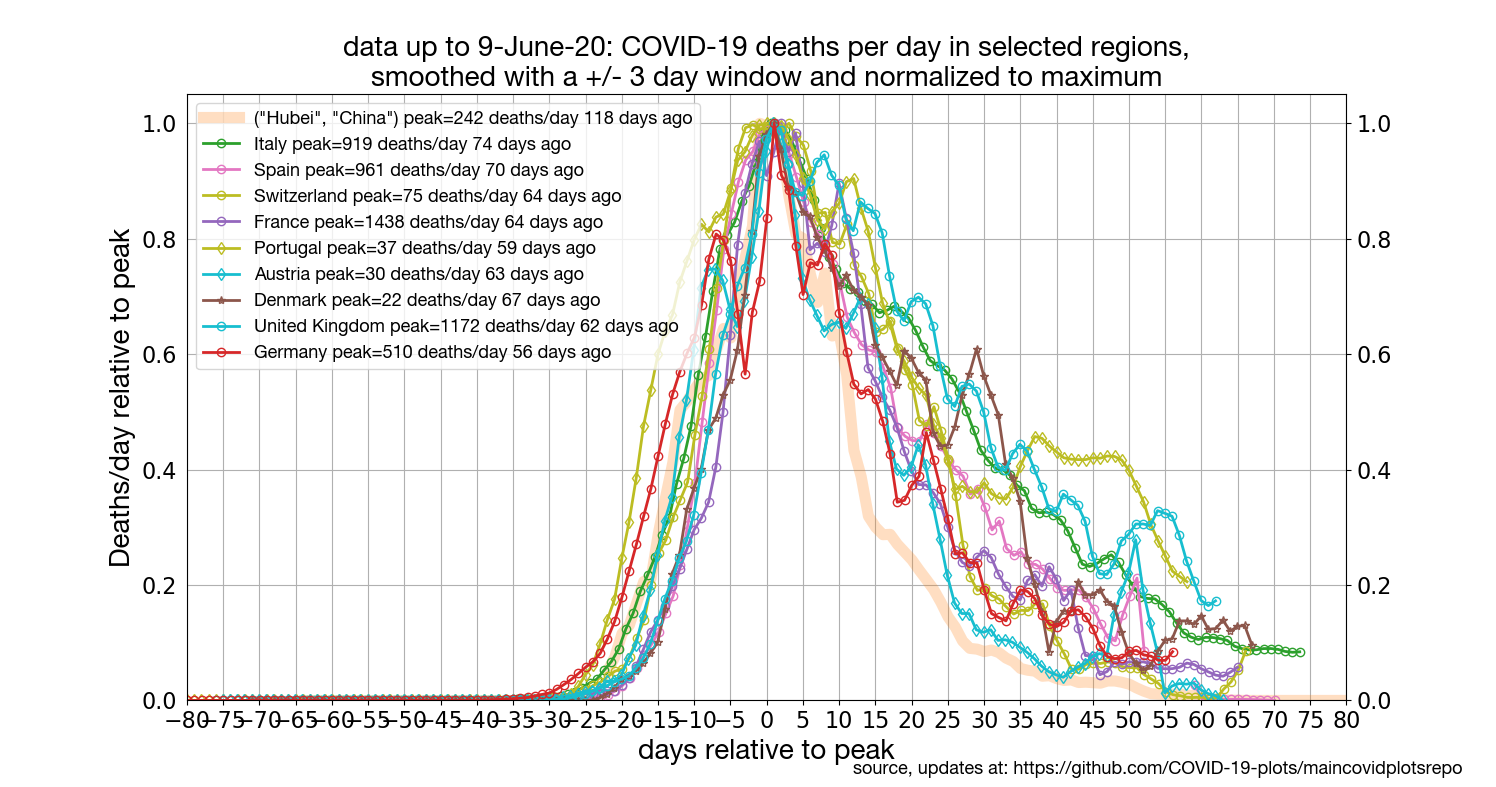 data up to 9-June-20: COVID-19 deaths per day in selected regions,
smoothed with a +/- 3 day window and normalized to maximum
("Hubei", "China") peak=242 deaths/day 118 days ago
Italy peak=919 deaths/day 74 days ago
Spain peak=961 deaths/day 70 days ago
Switzerland peak=75 deaths/day 64 days ago
France peak=1438 deaths/day 64 days ago
Portugal peak=37 deaths/day 59 days ago
Austria peak=30 deaths/day 63 days ago
Denmark peak=22 deaths/day 67 days ago
United Kingdom peak=1172 deaths/day 62 days ago
Germany peak=510 deaths/day 56 days ago
Deaths/day relative to peak
1.0
0.8
0.6
0.4
0.2
0.0
1.0
0.8
0.6
0.4
0.2
0.0
−80 −75 −70 −65 −60 −55 −50 −45 −40 −35 −30 −25 −20 −15 −10 −5 0 5 10 15 20 25 30 35 40 45 50 55 60 65 70 75 80
days relative to peak
source, updates at: https://github.com/COVID-19-plots/maincovidplotsrepo